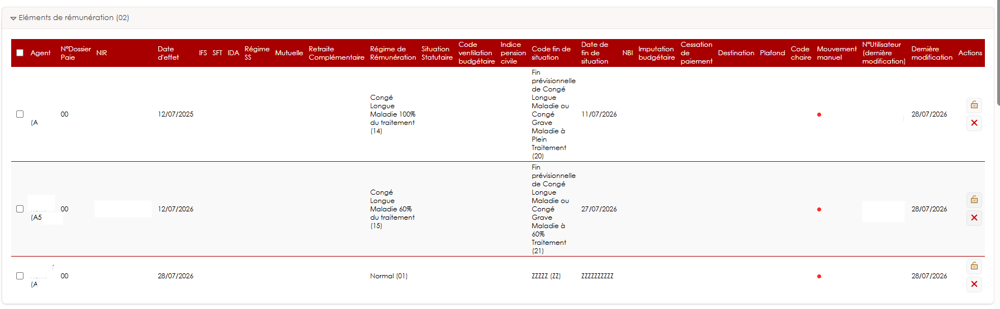 Eléments de rémunération (02)
Agent N°Dossier Paie NIR Date d'effet IFS SFT IDA Régime SS Mutuelle Retraite Complémentaire Régime de Rémunération Situation Statutaire Code ventilation budgétaire Indice pension civile Code fin de situation Date de fin de situation NBI Imputation budgétaire Cessation de paiement Destination Plafond Code chaire Mouvement manuel N°Utilisateur (dernière modification) Dernière modification Actions
(A 00 12/07/2025 Congé Longue Maladie 100% du traitement (14) Fin prévisionnelle de Congé Longue Maladie ou Congé Grave Maladie à Plein Traitement (20) 11/07/2026 28/07/2026
(A5 00 12/07/2026 Congé Longue Maladie 60% du traitement (15) Fin prévisionnelle de Congé Longue Maladie ou Congé Grave Maladie à 60% Traitement (21) 27/07/2026 28/07/2026
(A 00 28/07/2026 Normal (01) ZZZZZ (ZZ) ZZZZZZZZZZ 28/07/2026